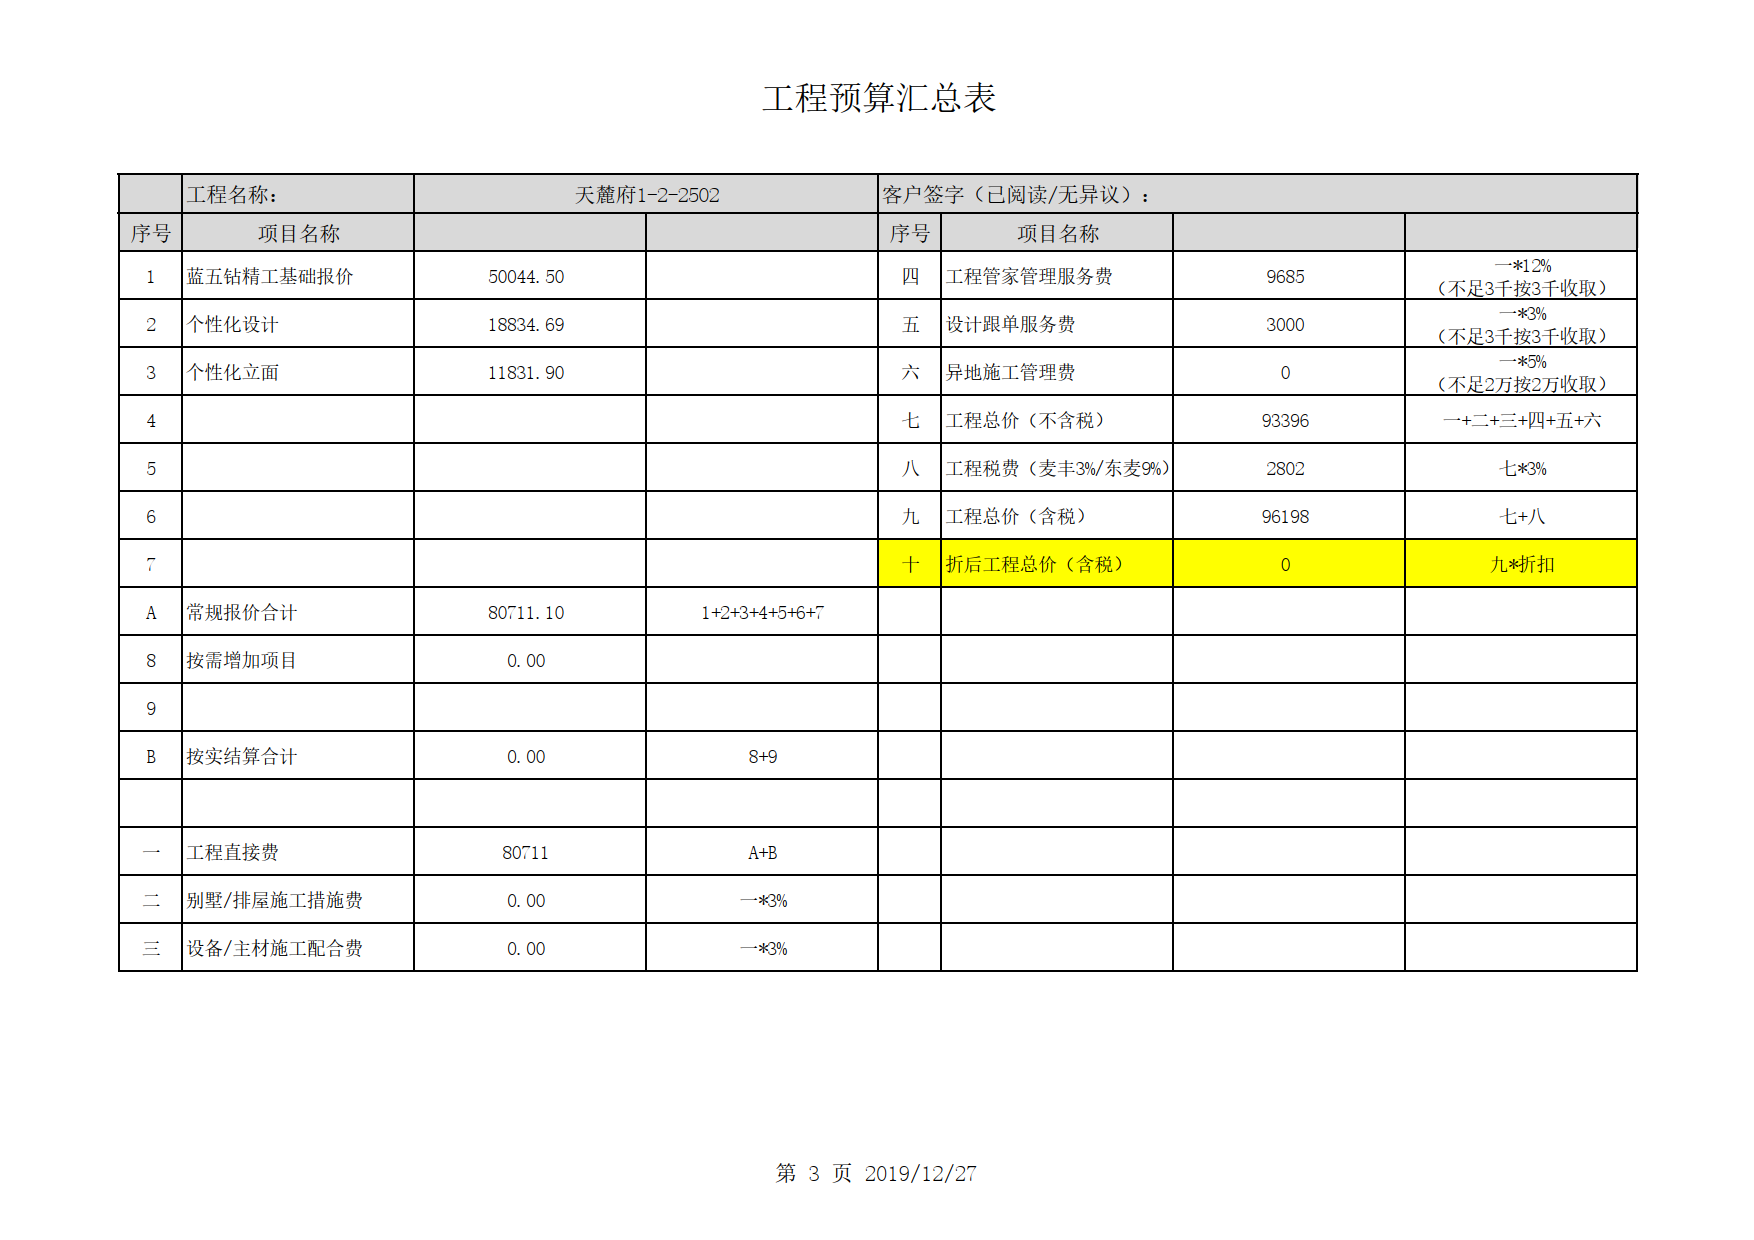 工程预算汇总表
工程名称: 天麓府1-2-2502 客户签字（已阅读/无异议）:
序号 项目名称 序号 项目名称
1 蓝五钻精工基础报价 50044.50 四 工程管家管理服务费 9685 一*12%
（不足3千按3千收取）
2 个性化设计 18834.69 五 设计跟单服务费 3000 一*3%
（不足3千按3千收取）
3 个性化立面 11831.90 六 异地施工管理费 0 一*5%
（不足2万按2万收取）
4 七 工程总价（不含税） 93396 一+二+三+四+五+六
5 八 工程税费（麦丰3%/东麦9%） 2802 七*3%
6 九 工程总价（含税） 96198 七+八
7 十 折后工程总价（含税） 0 九*折扣
A 常规报价合计 80711.10 1+2+3+4+5+6+7
8 按需增加项目 0.00
9
B 按实结算合计 0.00 8+9
一 工程直接费 80711 A+B
二 别墅/排屋施工措施费 0.00 一*3%
三 设备/主材施工配合费 0.00 一*3%
第 3 页 2019/12/27